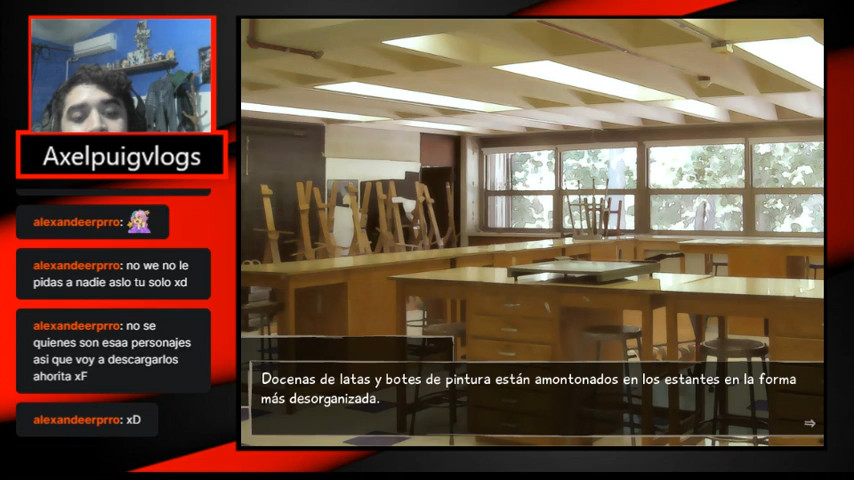 Axelpuigvlogs
alexandeerprro:
alexandeerprro: no we no le
pidas a nadie aslo tu solo xd
alexandeerprro: no se
quienes son esaa personajes
asi que voy a descargarlos
ahorita xF
alexandeerprro: xD
Docenas de latas y botes de pintura están amontonados en los estantes en la forma
más desorganizada.